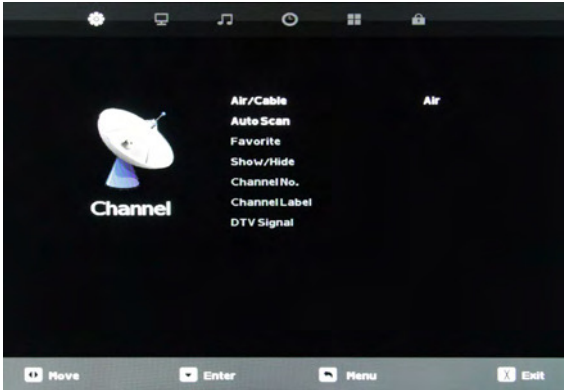 Air/Cable Air
Auto Scan
Favorite
Show/Hide
Channel No.
Channel Label
DTV Signal
Channel
Move Enter Menu X Exit